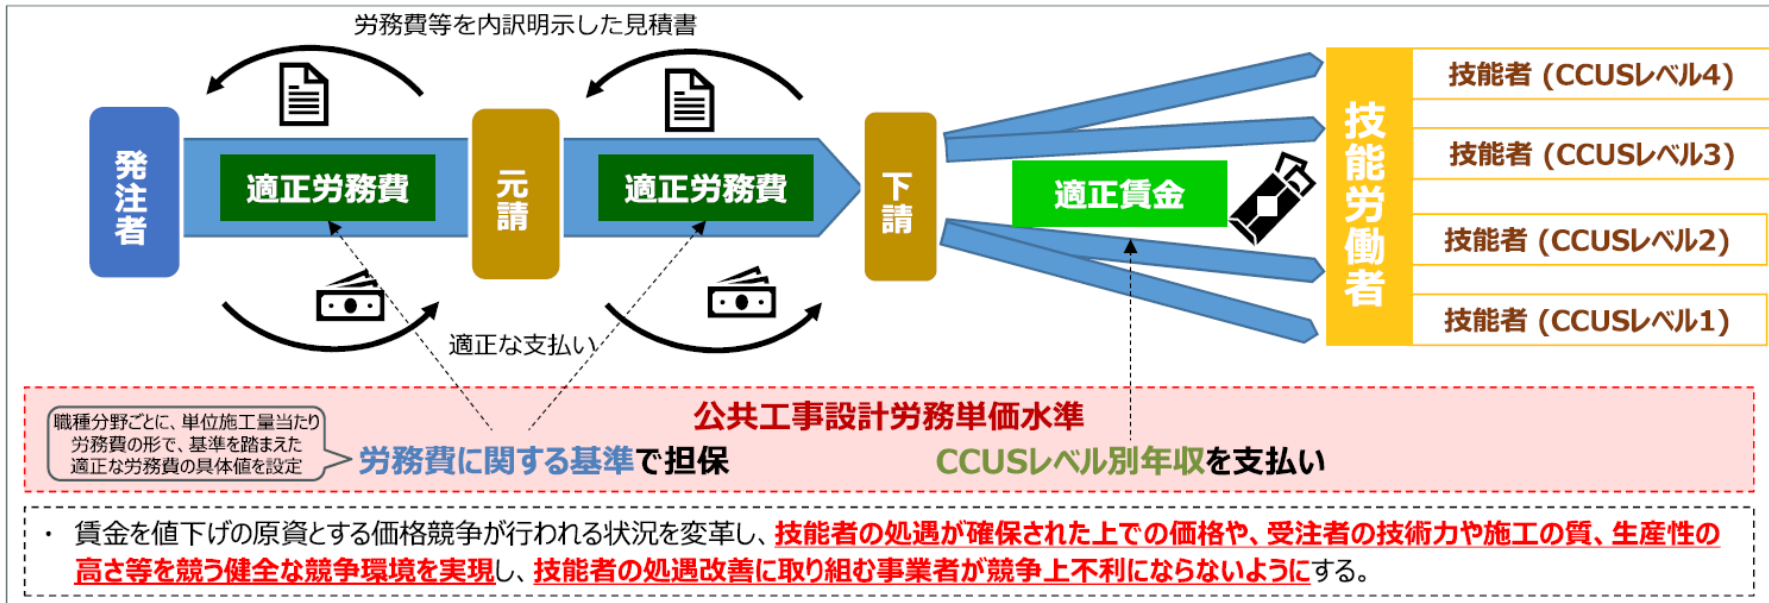 労務費等を内訳明示した見積書
発注者
適正労務費
元請
適正労務費
下請
適正賃金
技能労働者
技能者 (CCUSレベル4)
技能者 (CCUSレベル3)
技能者 (CCUSレベル2)
技能者 (CCUSレベル1)
適正な支払い
公共工事設計労務単価水準
職種分野ごとに、単位施工量当たり
労務費の形で、基準を踏まえた
適正な労務費の具体値を設定
労務費に関する基準で担保
CCUSレベル別年収を支払い
・ 賃金を値下げの原資とする価格競争が行われる状況を変革し、技能者の処遇が確保された上での価格や、受注者の技術力や施工の質、生産性の
高さ等を競う健全な競争環境を実現し、技能者の処遇改善に取り組む事業者が競争上不利にならないようにする。